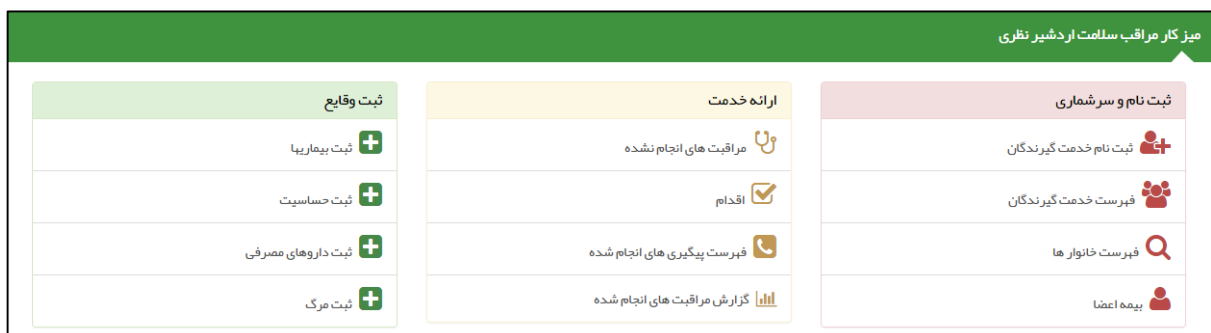 میز کار مراقب سلامت اردشیر نظری
ثبت نام و سرشماری
ثبت نام خدمت گیرندگان
فهرست خدمت گیرندگان
فهرست خانوار ها
بیمه اعضا
ارائه خدمت
مراقبت های انجام نشده
اقدام
فهرست پیگیری های انجام شده
گزارش مراقبت های انجام شده
ثبت وقایع
ثبت بیماریها
ثبت حساسیت
ثبت داروهای مصرفی
ثبت مرگ